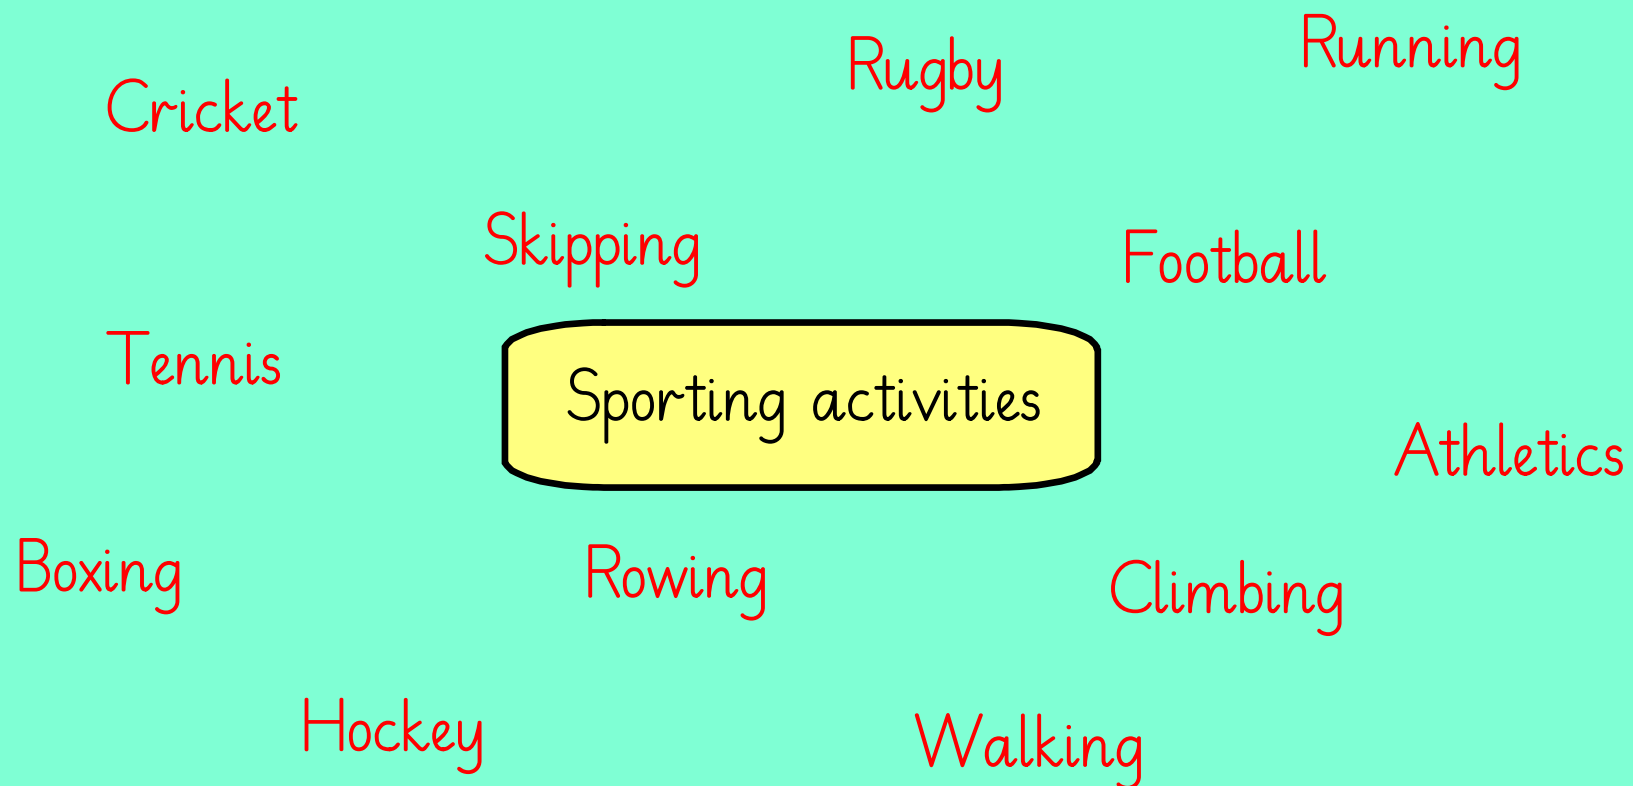 Running
Rugby
Cricket
Skipping
Football
Tennis
Sporting activities
Athletics
Boxing
Rowing
Climbing
Hockey
Walking